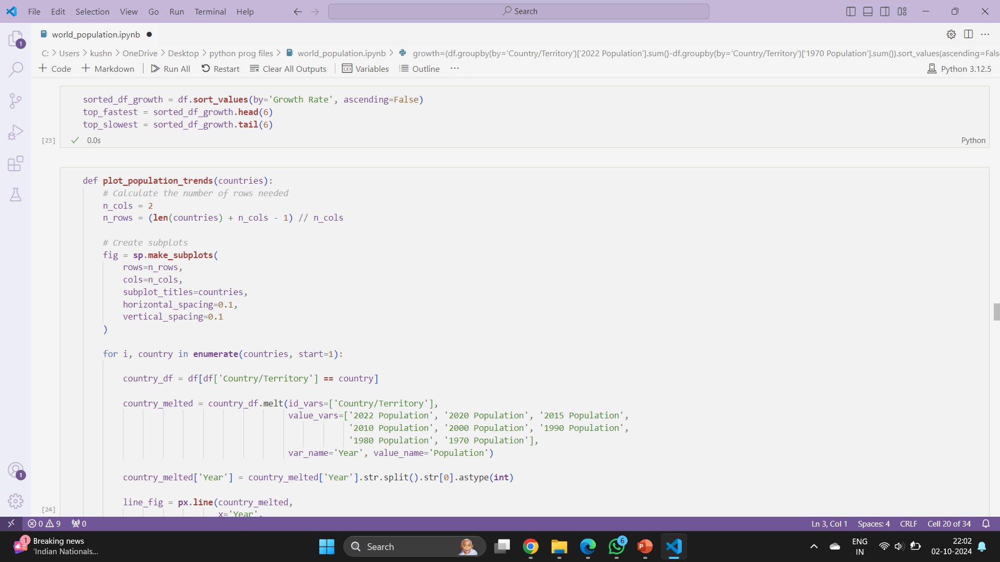 File Edit Selection View Go Run Terminal Help Search
world_population.ipynb
C: > Users > kushn > OneDrive > Desktop > python prog files > world_population.ipynb > growth=(df.groupby(by='Country/Territory')['2022 Population'].sum()-df.groupby(by='Country/Territory')['1970 Population'].sum()).sort_values(ascending=Fals
+ Code + Markdown | Run All Restart Clear All Outputs | Variables Outline ... Python 3.12.5
sorted_df_growth = df.sort_values(by='Growth Rate', ascending=False)
top_fastest = sorted_df_growth.head(6)
top_slowest = sorted_df_growth.tail(6)
[23] 0.0s Python
def plot_population_trends(countries):
# Calculate the number of rows needed
n_cols = 2
n_rows = (len(countries) + n_cols - 1) // n_cols
# Create subplots
fig = sp.make_subplots(
rows=n_rows,
cols=n_cols,
subplot_titles=countries,
horizontal_spacing=0.1,
vertical_spacing=0.1
)
for i, country in enumerate(countries, start=1):
country_df = df[df['Country/Territory'] == country]
country_melted = country_df.melt(id_vars=['Country/Territory'],
value_vars=['2022 Population', '2020 Population', '2015 Population',
'2010 Population', '2000 Population', '1990 Population',
'1980 Population', '1970 Population'],
var_name='Year', value_name='Population')
country_melted['Year'] = country_melted['Year'].str.split().str[0].astype(int)
line_fig = px.line(country_melted,
[24] x='Year',
1
1
0 9 0 Ln 3, Col 1 Spaces: 4 CRLF Cell 20 of 34
1 Breaking news
'Indian Nationals...
Search
6
ENG
IN
22:02
02-10-2024